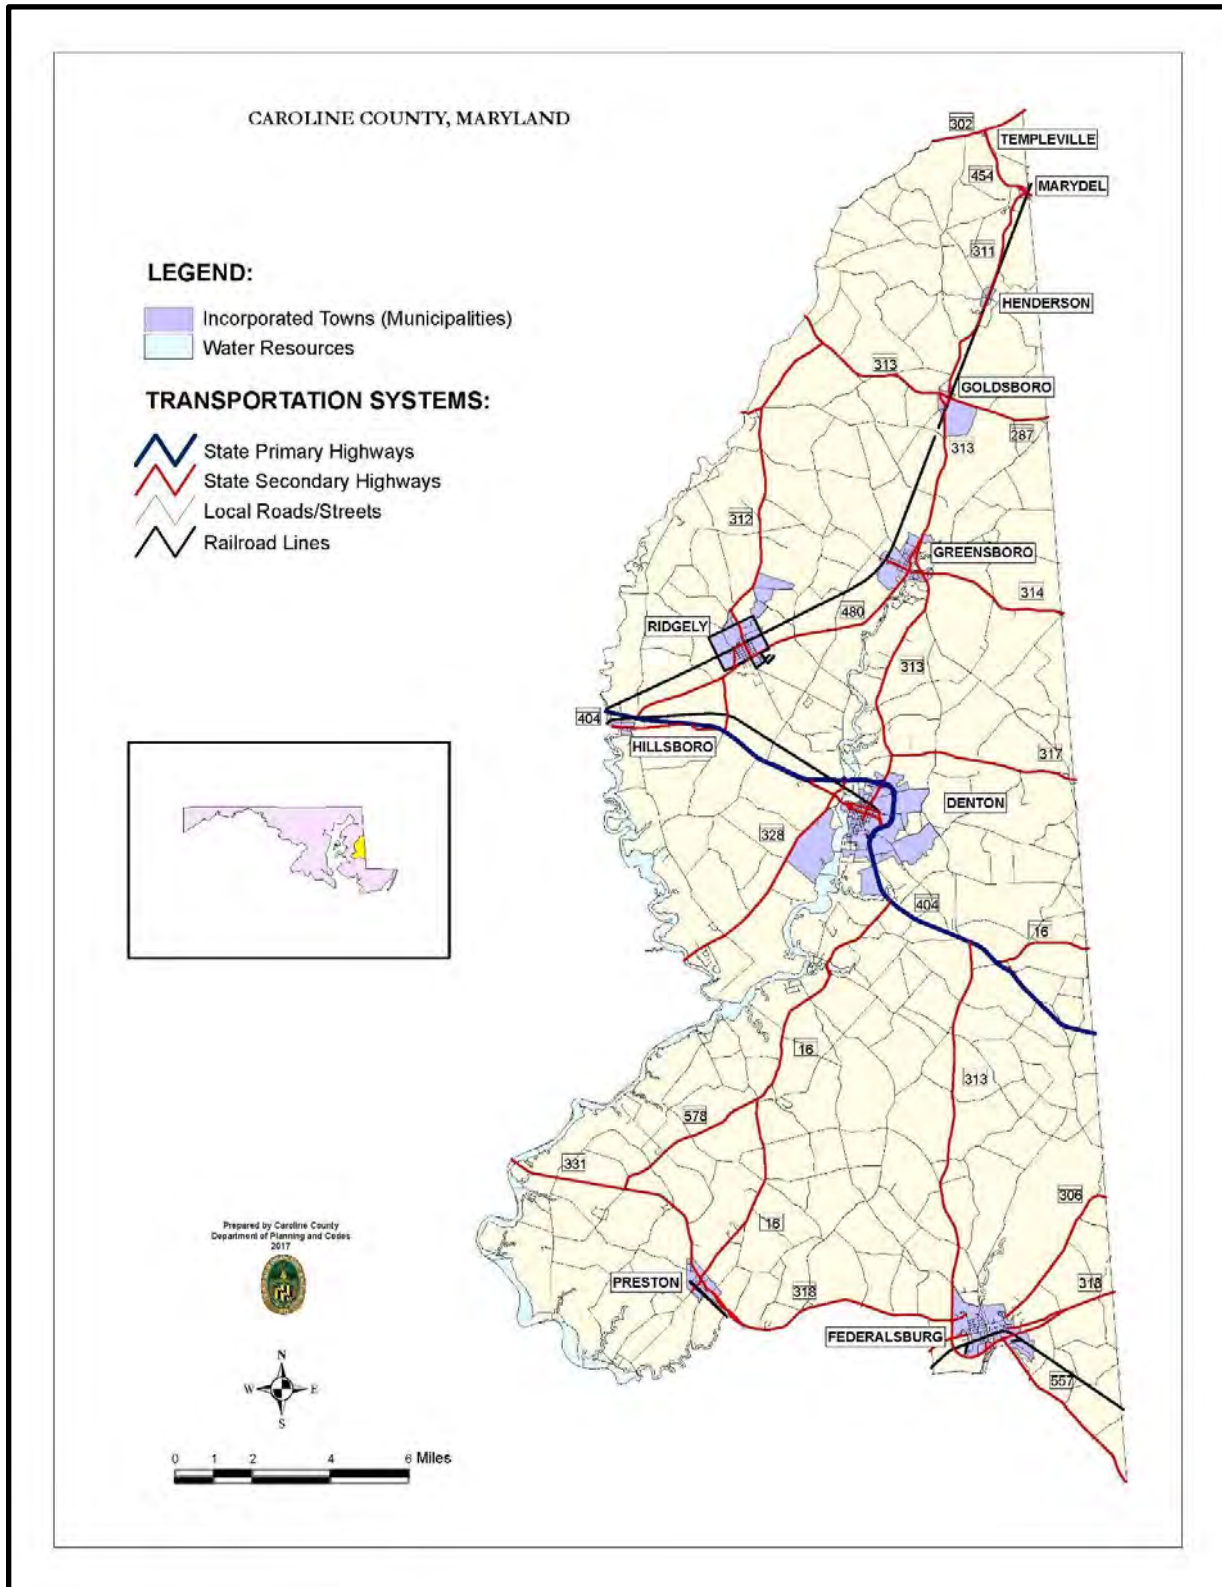 CAROLINE COUNTY, MARYLAND
302
TEMPLEVILLE
454
MARYDEL
311
LEGEND:
HENDERSON
Incorporated Towns (Municipalities)
Water Resources
313
GOLDSBORO
TRANSPORTATION SYSTEMS:
287
313
State Primary Highways
State Secondary Highways
Local Roads/Streets
312
Railroad Lines
GREENSBORO
314
480
RIDGELY
313
404
HILLSBORO
317
DENTON
328
404
16
16
313
578
331
306
Prepared by Caroline County
Department of Planning and Codes
2017
16
PRESTON
318
318
FEDERALSBURG
557
N
W
E
S
0 1 2 4 6 Miles